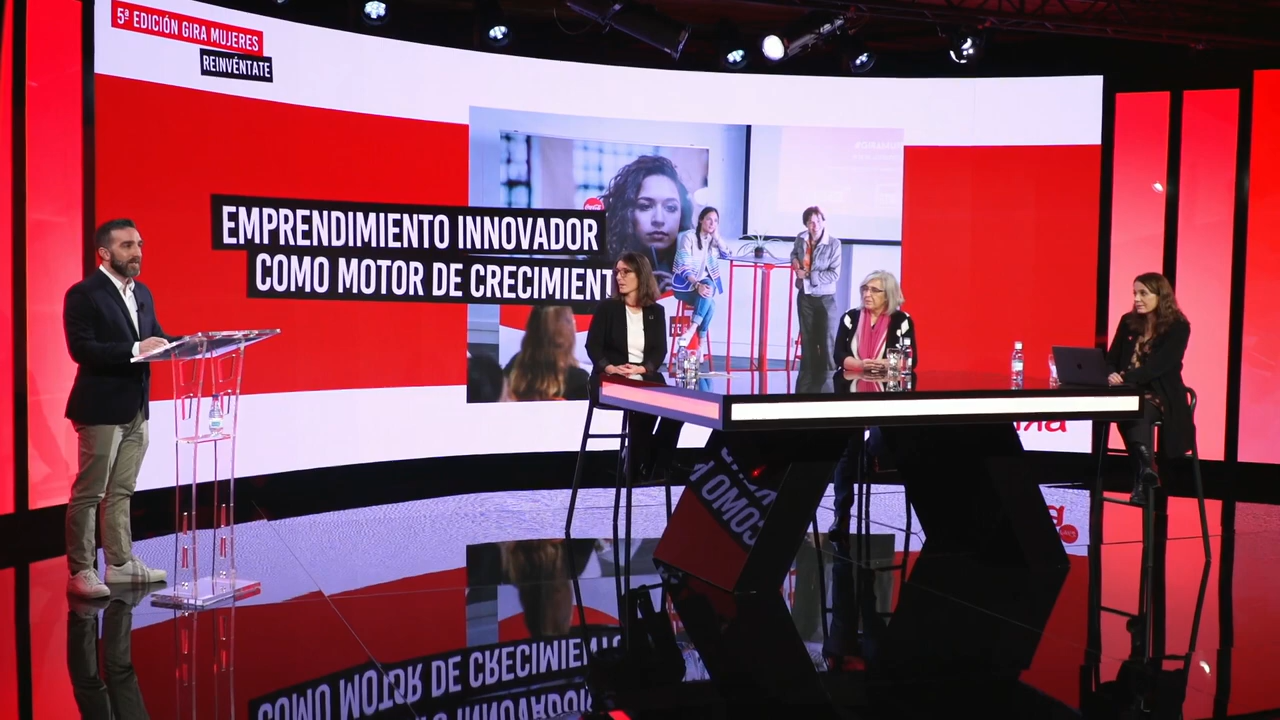 5ª EDICIÓN GIRA MUJERES
REINVÉNTATE
EMPRENDIMIENTO INNOVADOR
COMO MOTOR DE CRECIMIENT